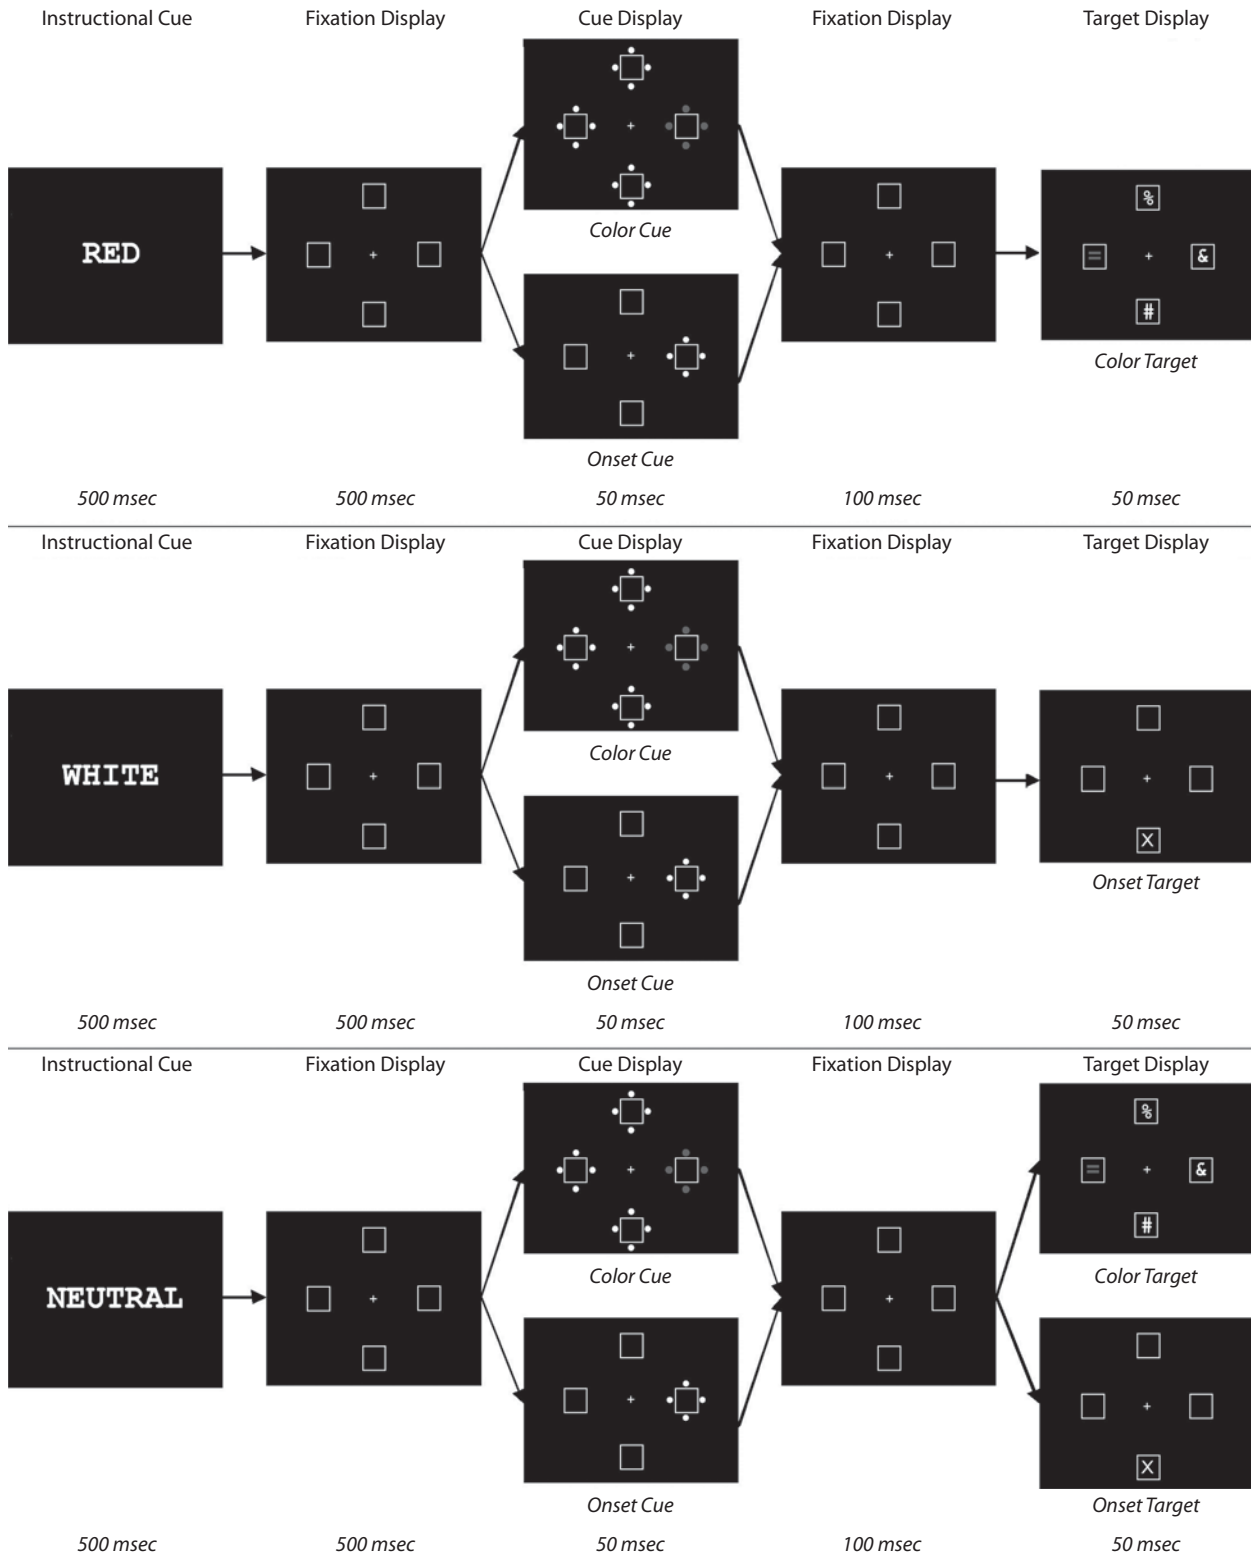 Instructional Cue Fixation Display Cue Display Fixation Display Target Display
RED
%
= &
#
Color Cue
Color Target
Onset Cue
500 msec 500 msec 50 msec 100 msec 50 msec
Instructional Cue Fixation Display Cue Display Fixation Display Target Display
WHITE
Color Cue
X
Onset Target
Onset Cue
500 msec 500 msec 50 msec 100 msec 50 msec
Instructional Cue Fixation Display Cue Display Fixation Display Target Display
%
= &
#
NEUTRAL
Color Cue Color Target
X
Onset Cue Onset Target
500 msec 500 msec 50 msec 100 msec 50 msec